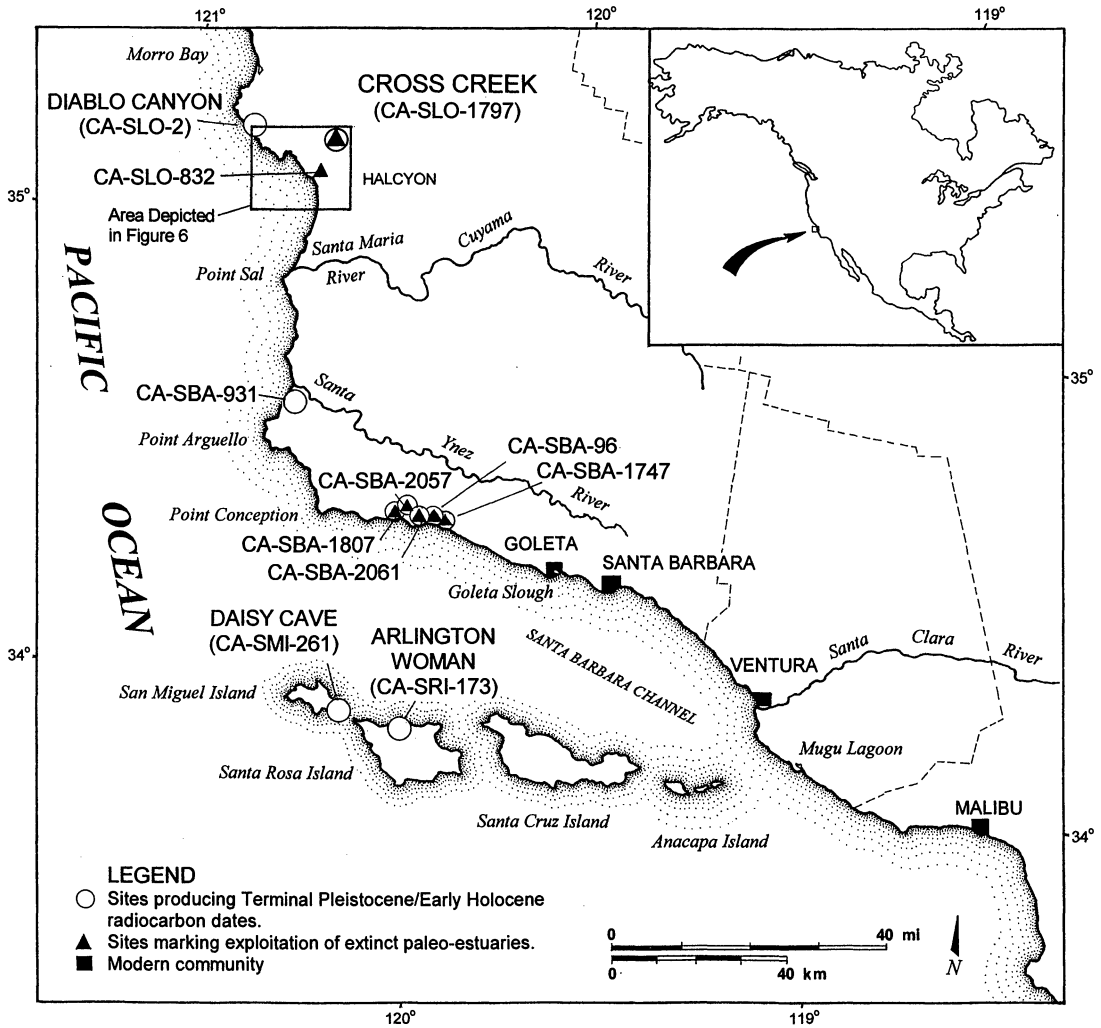 121°
120°
119°
Morro Bay
CROSS CREEK
(CA-SLO-1797)
DIABLO CANYON
(CA-SLO-2)
CA-SLO-832
HALCYON
35°
Area Depicted
in Figure 6
PACIFIC
OCEAN
Santa Maria
River
Cuyama
River
Point Sal
35°
CA-SBA-931
Santa
Ynez
River
Point Arguello
CA-SBA-96
CA-SBA-1747
CA-SBA-2057
Point Conception
CA-SBA-1807
CA-SBA-2061
GOLETA
SANTA BARBARA
Goleta Slough
DAISY CAVE
(CA-SMI-261)
ARLINGTON
WOMAN
(CA-SRI-173)
SANTA BARBARA CHANNEL
34°
VENTURA
Santa
Clara
River
San Miguel Island
Santa Rosa Island
Mugu Lagoon
Santa Cruz Island
Anacapa Island
MALIBU
34°
LEGEND
Sites producing Terminal Pleistocene/Early Holocene
radiocarbon dates.
Sites marking exploitation of extinct paleo-estuaries.
Modern community
0 40 mi
0 40 km
N
120°
119°